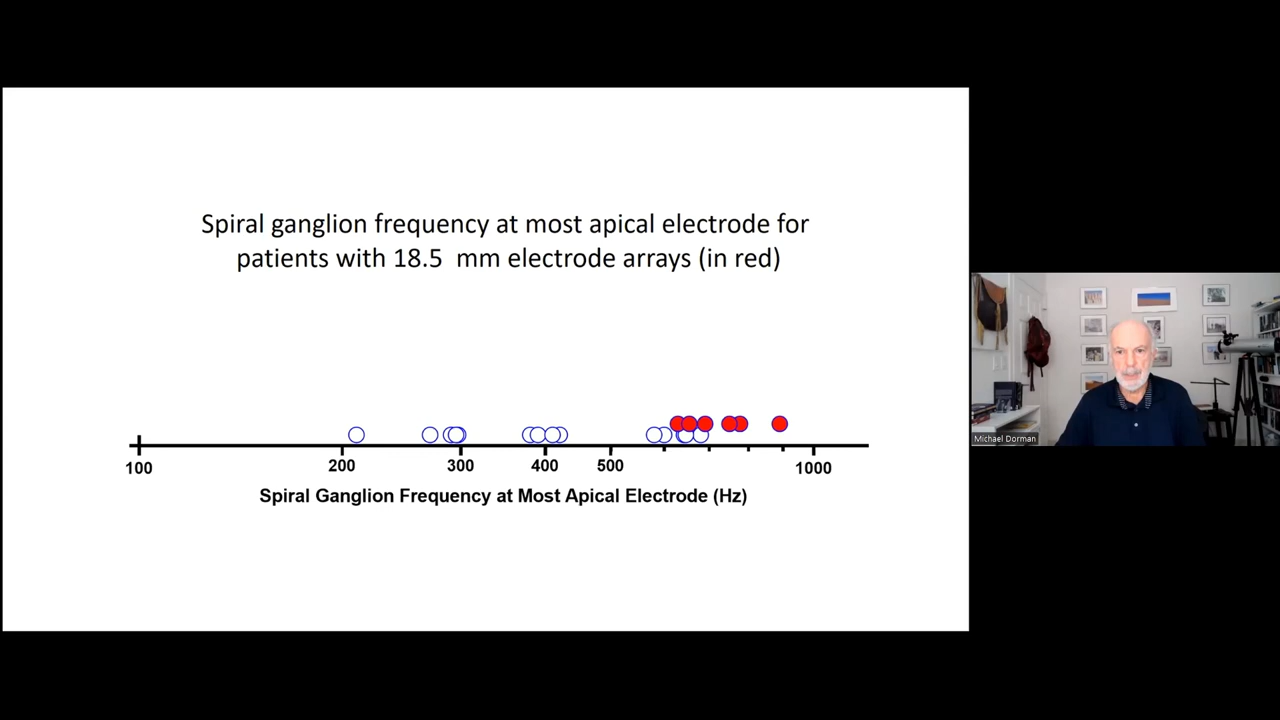 Spiral ganglion frequency at most apical electrode for
patients with 18.5 mm electrode arrays (in red)
100 200 300 400 500 1000
Spiral Ganglion Frequency at Most Apical Electrode (Hz)
Michael Dorman